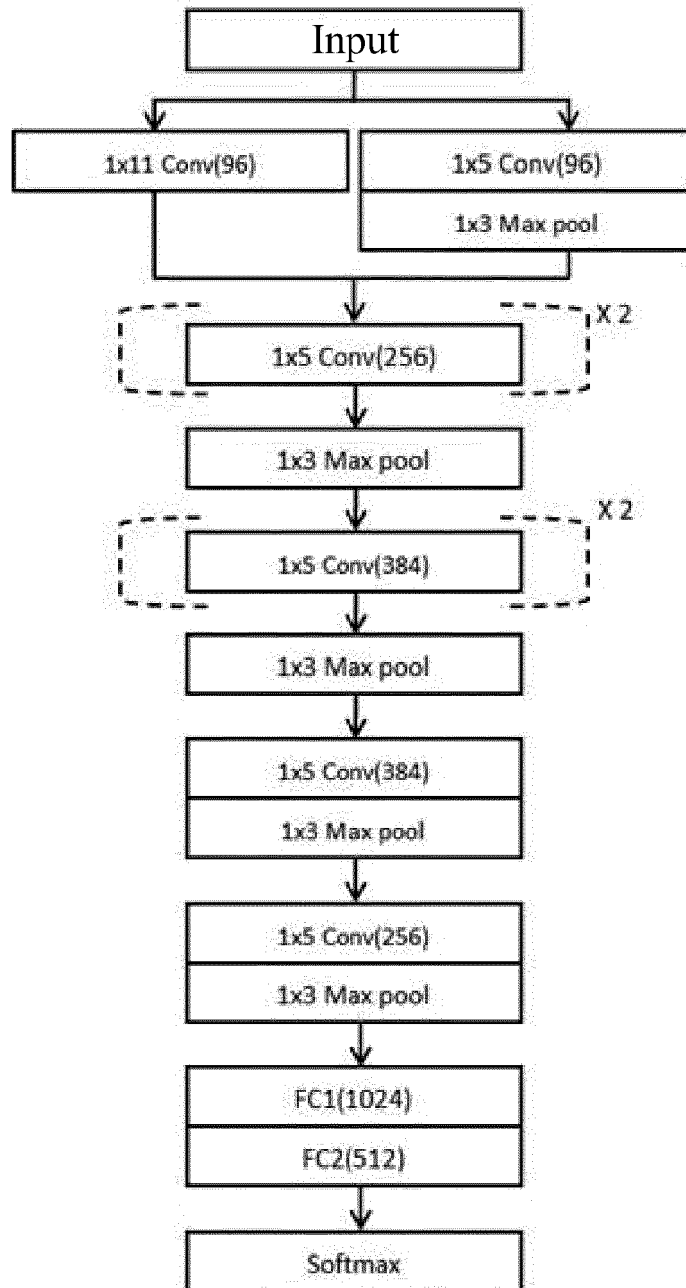 Input
1x11 Conv(96)
1x5 Conv(96)
1x3 Max pool
X 2
1x5 Conv(256)
1x3 Max pool
X 2
1x5 Conv(384)
1x3 Max pool
1x5 Conv(384)
1x3 Max pool
1x5 Conv(256)
1x3 Max pool
FC1(1024)
FC2(512)
Softmax